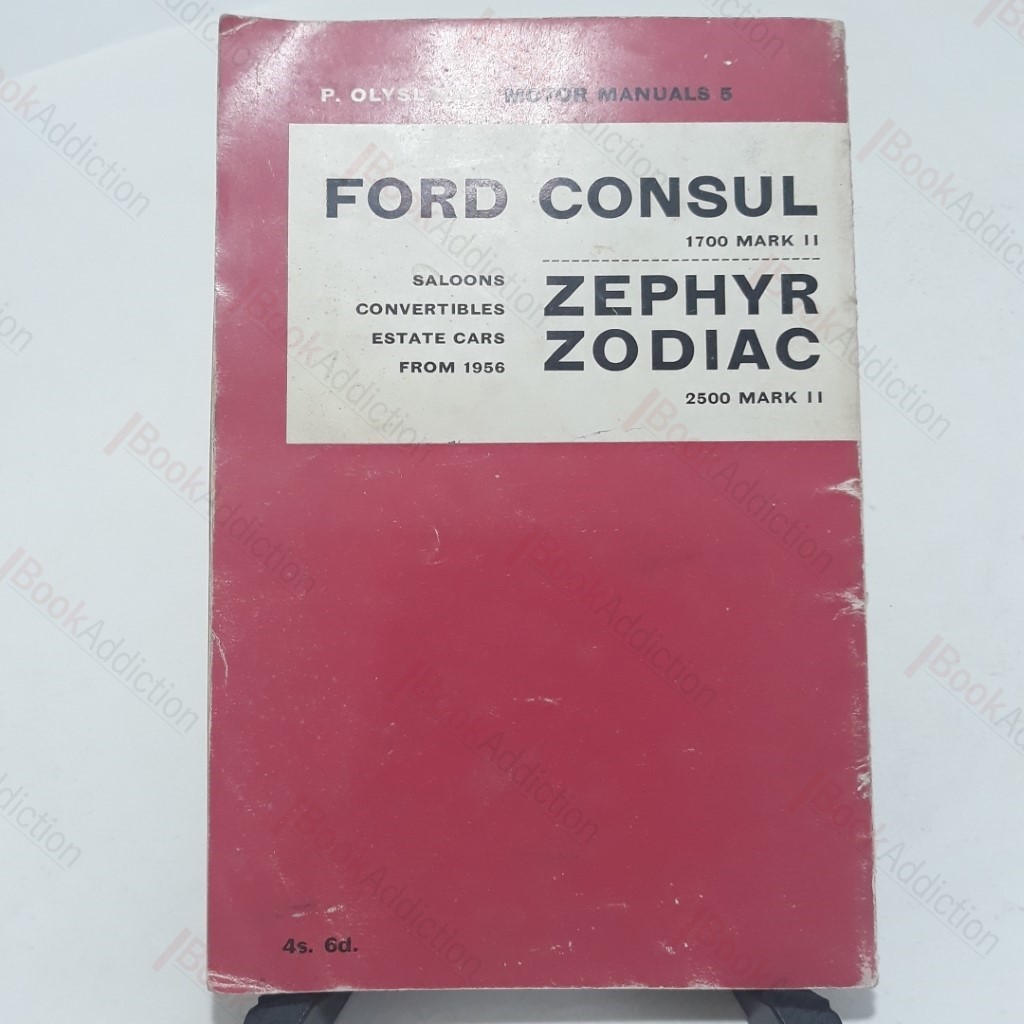 P. OLYSL MOTOR MANUALS 5
FORD CONSUL
1700 MARK II
SALOONS
CONVERTIBLES
ESTATE CARS
FROM 1956
ZEPHYR
ZODIAC
2500 MARK II
4s. 6d.
BookAddiction